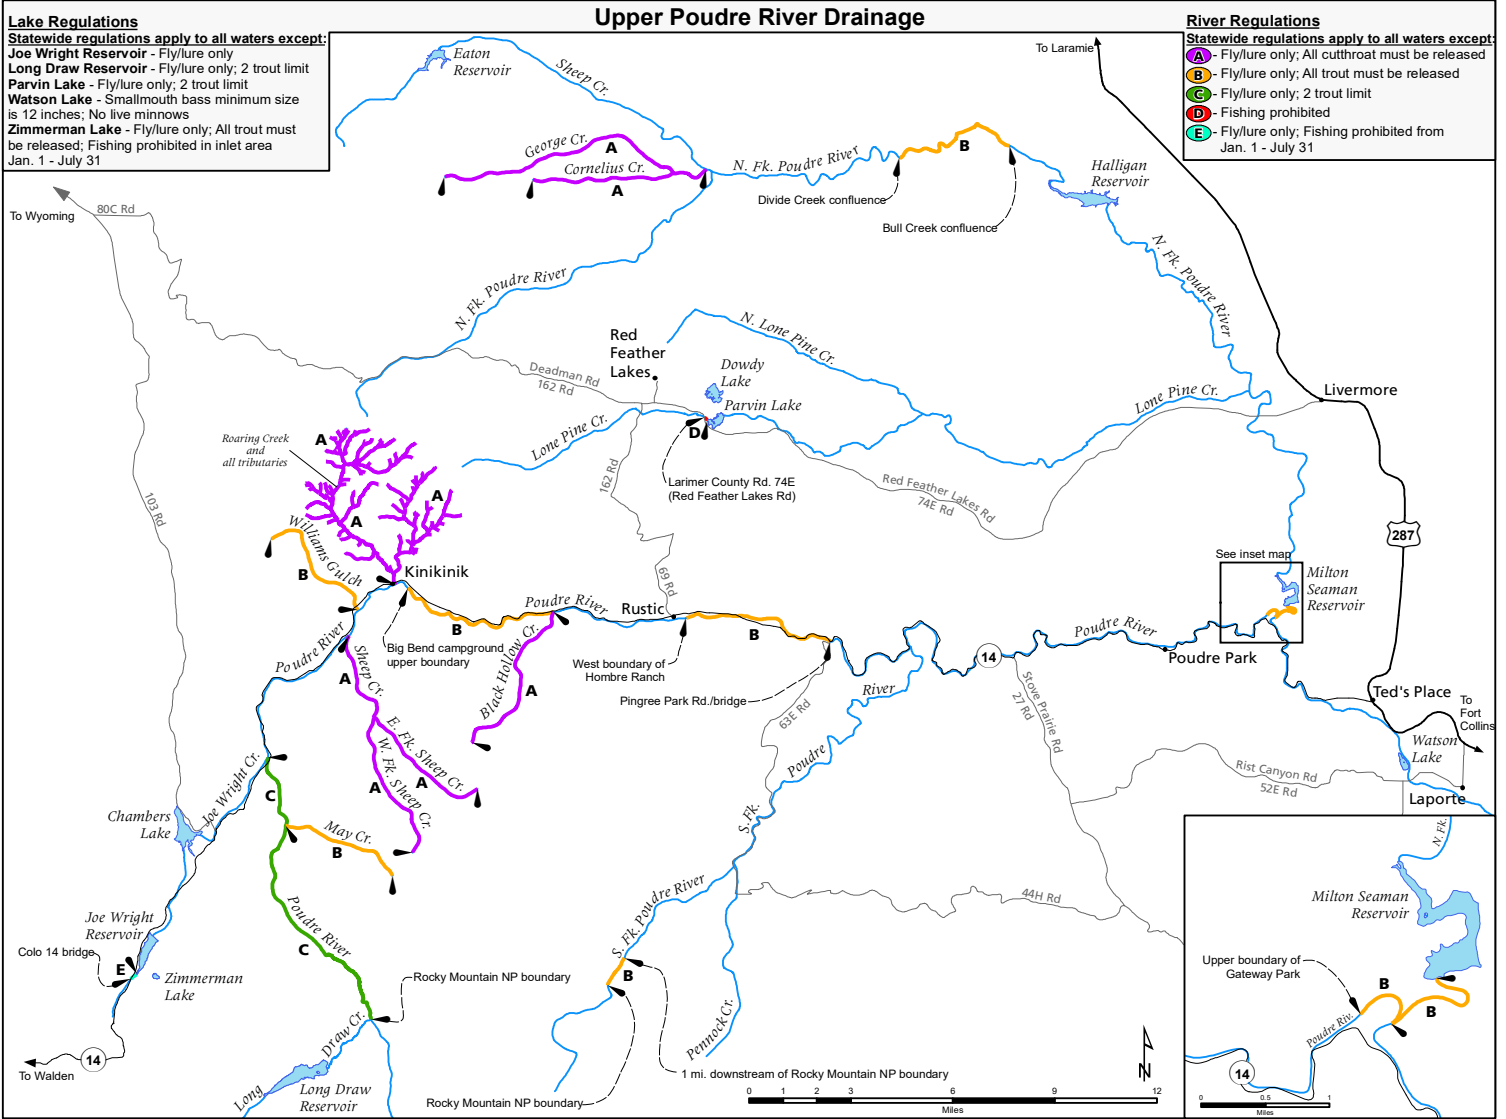 Upper Poudre River Drainage
Lake Regulations
Statewide regulations apply to all waters except:
Joe Wright Reservoir - Fly/lure only
Long Draw Reservoir - Fly/lure only; 2 trout limit
Parvin Lake - Fly/lure only; 2 trout limit
Watson Lake - Smallmouth bass minimum size
is 12 inches; No live minnows
Zimmerman Lake - Fly/lure only; All trout must
be released; Fishing prohibited in inlet area
Jan. 1 - July 31
River Regulations
Statewide regulations apply to all waters except:
A - Fly/lure only; All cutthroat must be released
B - Fly/lure only; All trout must be released
C - Fly/lure only; 2 trout limit
D - Fishing prohibited
E - Fly/lure only; Fishing prohibited from
Jan. 1 - July 31
To Laramie
Eaton
Reservoir
Sheep Cr.
George Cr.
A
Cornelius Cr.
A
N. Fk. Poudre River
B
Divide Creek confluence
Bull Creek confluence
Halligan
Reservoir
To Wyoming
80C Rd
N. Fk. Poudre River
N. Fk. Poudre River
N. Lone Pine Cr.
Red
Feather
Lakes
Dowdy
Lake
Parvin Lake
Deadman Rd
162 Rd
Lone Pine Cr.
Livermore
Lone Pine Cr.
D
162 Rd
Larimer County Rd. 74E
(Red Feather Lakes Rd)
Red Feather Lakes Rd
74E Rd
Roaring Creek
and
all tributaries
A
A
A
103 Rd
287
See inset map
Milton
Seaman
Reservoir
Williams Gulch
B
Kinikinik
69 Rd
Poudre River
Rustic
B
B
Poudre River
Poudre River
Big Bend campground
upper boundary
West boundary of
Hombre Ranch
Pingree Park Rd./bridge
14
Poudre Park
Sheep Cr.
A
Black Hollow Cr.
A
E. Fk. Sheep Cr.
A
W. Fk. Sheep Cr.
A
63E Rd
S. Fk.
Poudre
River
Stove Prairie Rd
27 Rd
Ted's Place
To
Fort
Collins
Watson
Lake
Rist Canyon Rd
52E Rd
Laporte
Joe Wright Cr.
C
Chambers
Lake
May Cr.
B
S. Fk. Poudre River
B
44H Rd
Joe Wright
Reservoir
Colo 14 bridge
E
Zimmerman
Lake
Poudre River
C
Rocky Mountain NP boundary
Long
Draw Cr.
Long Draw
Reservoir
14
To Walden
Pennock Cr.
1 mi. downstream of Rocky Mountain NP boundary
Rocky Mountain NP boundary
N
0 1 2 3 6 9 12
Miles
N. Fk.
Milton Seaman
Reservoir
Upper boundary of
Gateway Park
B
B
Poudre Riv.
14
0 0.5 1
Miles